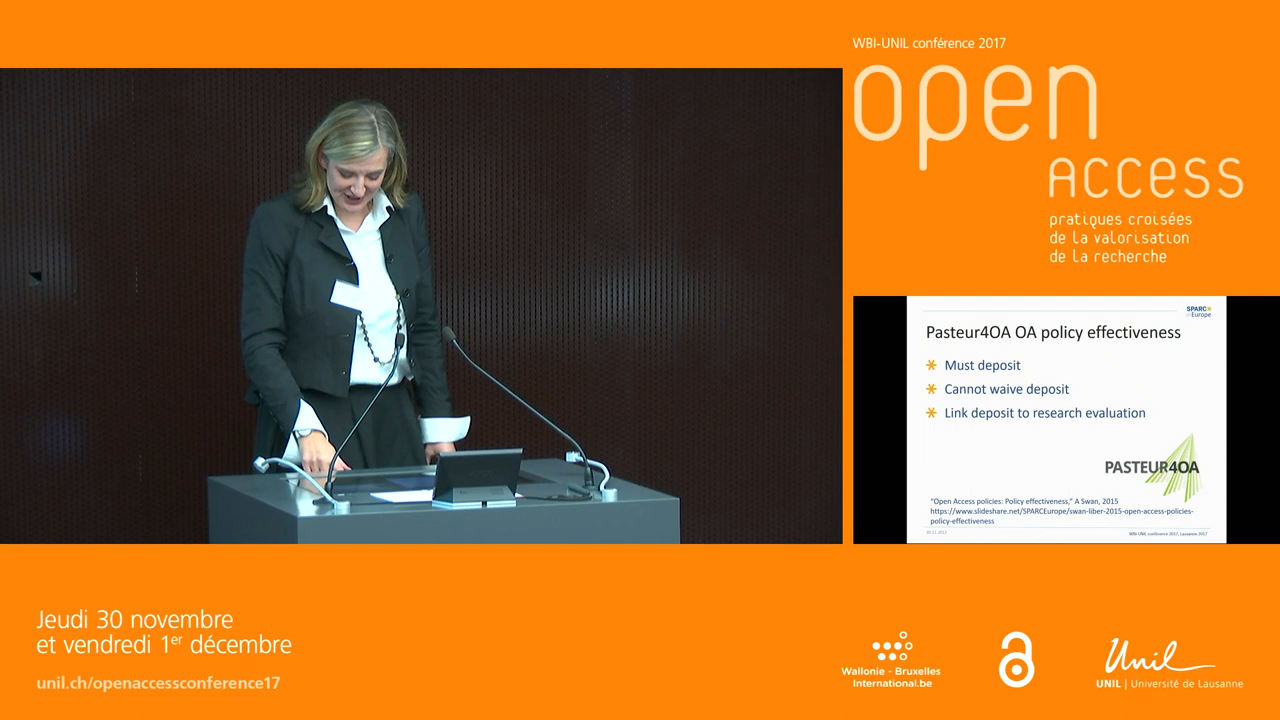 WBI-UNIL conférence 2017
open
access
pratiques croisées
de la valorisation
de la recherche
SPARC
Europe
Pasteur4OA OA policy effectiveness
Must deposit
Cannot waive deposit
Link deposit to research evaluation
PASTEUR4OA
“Open Access policies: Policy effectiveness,” A Swan, 2015
https://www.slideshare.net/SPARCEurope/swan-liber-2015-open-access-policies-
policy-effectiveness
30.11.2017
WBI-UNIL conférence 2017, Lausanne 2017
Jeudi 30 novembre
et vendredi 1er décembre
unil.ch/openaccessconference17
Wallonie - Bruxelles
International.be
Unil
UNIL | Université de Lausanne